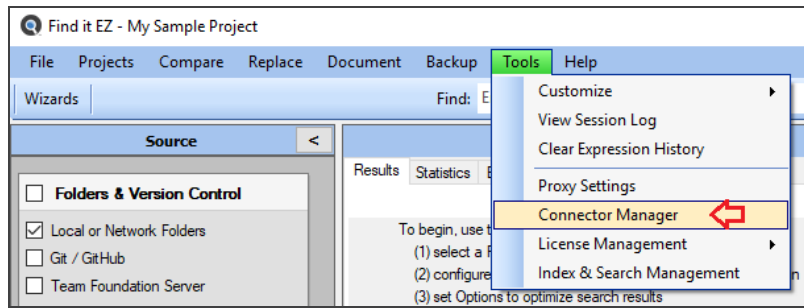 Find it EZ - My Sample Project
File Projects Compare Replace Document Backup Tools Help
Wizards Find: E
Customize
View Session Log
Clear Expression History
Proxy Settings
Connector Manager
License Management
Index & Search Management
Source <
Folders & Version Control
Local or Network Folders
Git / GitHub
Team Foundation Server
Results Statistics E
To begin, use t
(1) select a F
(2) configure n
(3) set Options to optimize search results